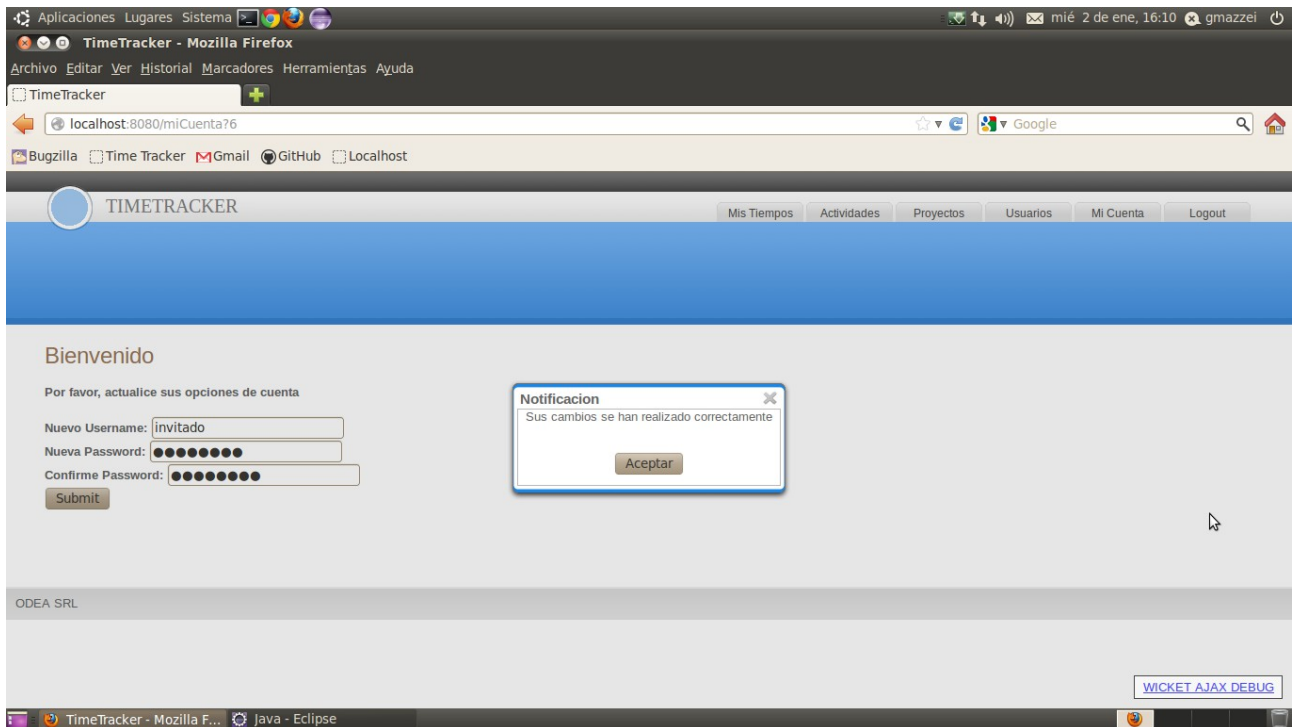 Aplicaciones Lugares Sistema mié 2 de ene, 16:10 gmazzei
TimeTracker - Mozilla Firefox
Archivo Editar Ver Historial Marcadores Herramientas Ayuda
TimeTracker
localhost:8080/miCuenta?6 Google
Bugzilla Time Tracker Gmail GitHub Localhost
TIMETRACKER
Mis Tiempos Actividades Proyectos Usuarios Mi Cuenta Logout
Bienvenido
Por favor, actualice sus opciones de cuenta
Nuevo Username: invitado
Nueva Password: ●●●●●●●●
Confirme Password: ●●●●●●●●
Submit
Notificacion
Sus cambios se han realizado correctamente
Aceptar
ODEA SRL
WICKET AJAX DEBUG
TimeTracker - Mozilla F... Java - Eclipse